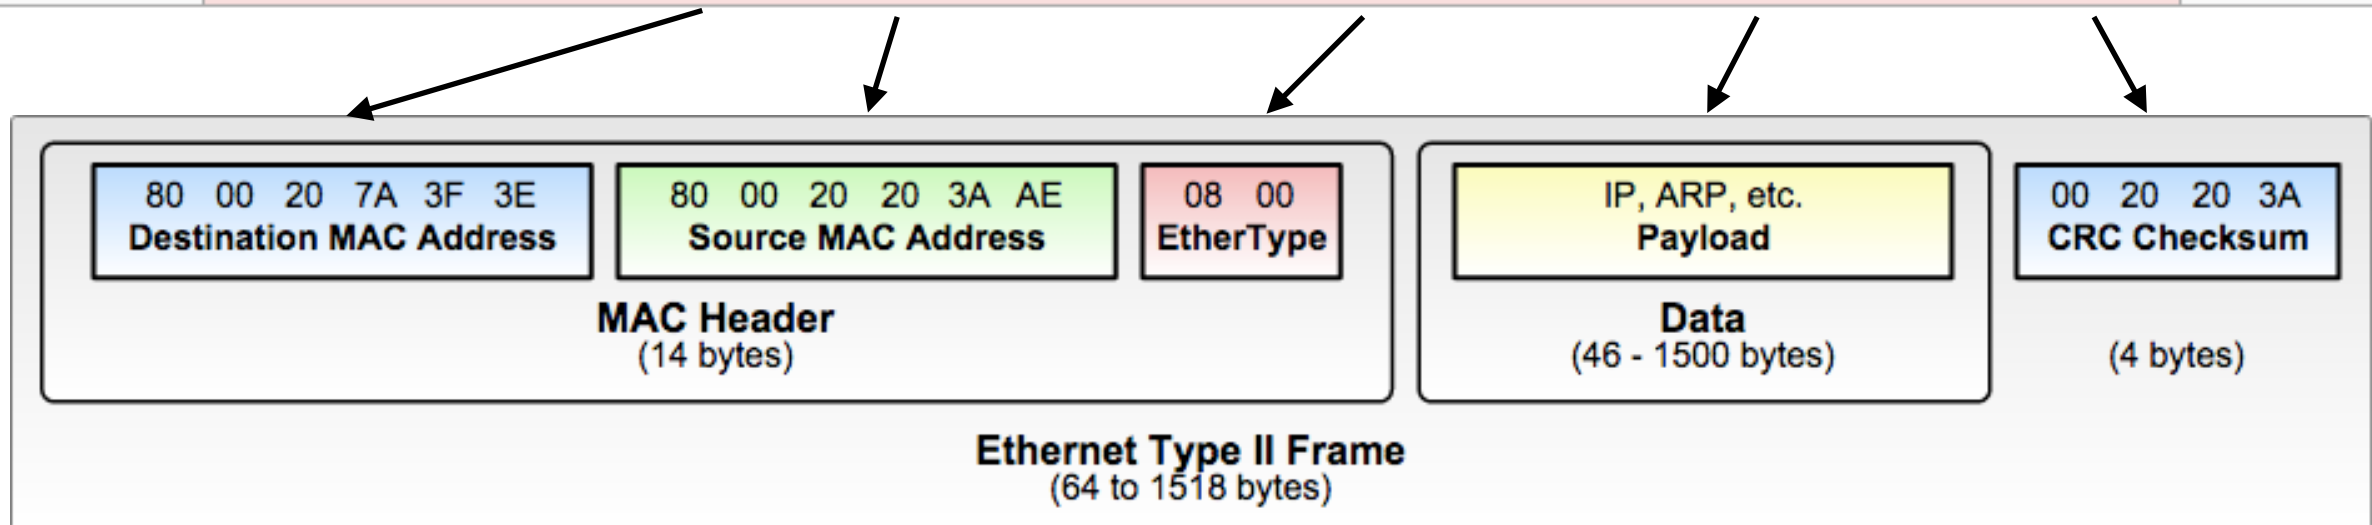 80 00 20 7A 3F 3E
Destination MAC Address
80 00 20 20 3A AE
Source MAC Address
08 00
EtherType
MAC Header
(14 bytes)
IP, ARP, etc.
Payload
Data
(46 - 1500 bytes)
00 20 20 3A
CRC Checksum
(4 bytes)
Ethernet Type II Frame
(64 to 1518 bytes)